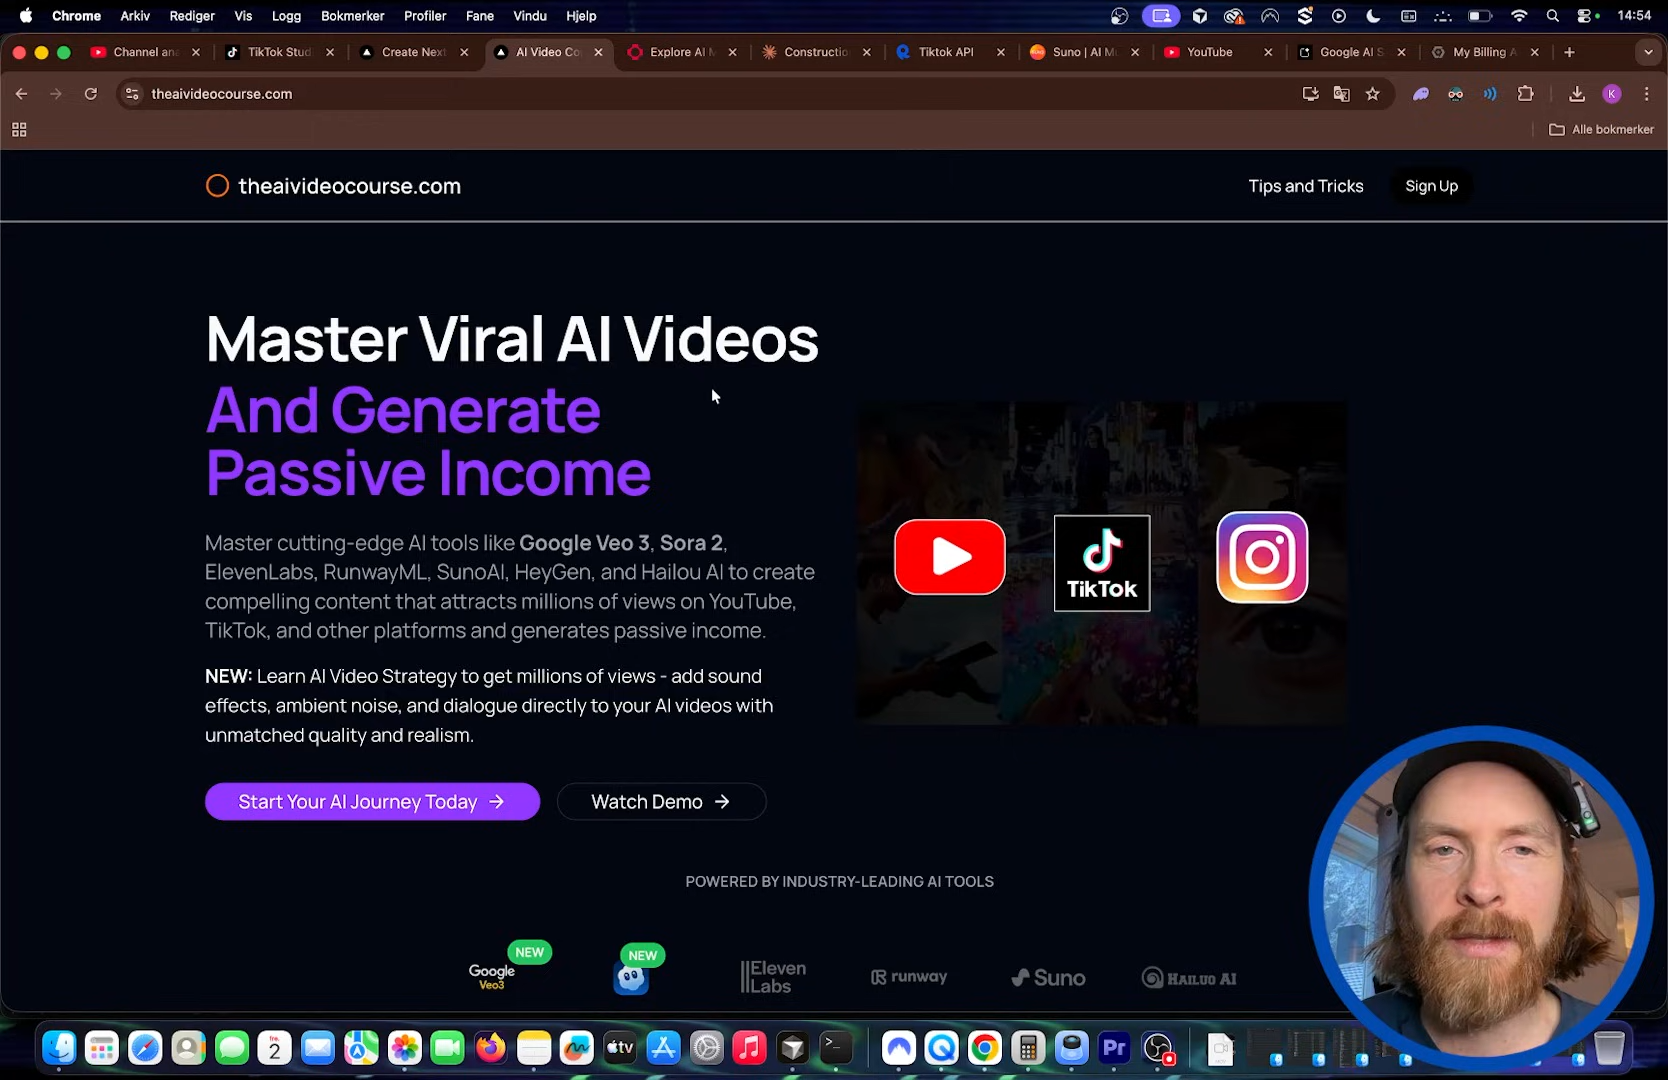 Chrome Arkiv Rediger Vis Logg Bokmerker Profiler Fane Vindu Hjelp 14:54
Channel an TikTok Stud Create Next AI Video Co Explore AI M Constructio Tiktok API Suno | AI Mu YouTube Google AI S My Billing A
theaivideocourse.com K
Alle bokmerker
theaivideocourse.com Tips and Tricks Sign Up
Master Viral AI Videos
And Generate
Passive Income
Master cutting-edge AI tools like Google Veo 3, Sora 2,
ElevenLabs, RunwayML, SunoAI, HeyGen, and Hailou AI to create
compelling content that attracts millions of views on YouTube,
TikTok, and other platforms and generates passive income.
TikTok
NEW: Learn AI Video Strategy to get millions of views - add sound
effects, ambient noise, and dialogue directly to your AI videos with
unmatched quality and realism.
Start Your AI Journey Today → Watch Demo →
POWERED BY INDUSTRY-LEADING AI TOOLS
NEW NEW
Google
Veo3
Eleven
Labs
runway
Suno
HAILUO AI
2
tv
Pr